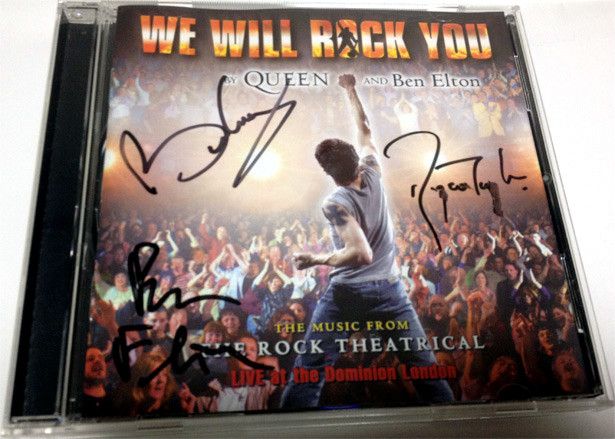 WE WILL ROCK YOU
BY QUEEN AND Ben Elton
THE MUSIC FROM
THE ROCK THEATRICAL
LIVE at the Dominion London